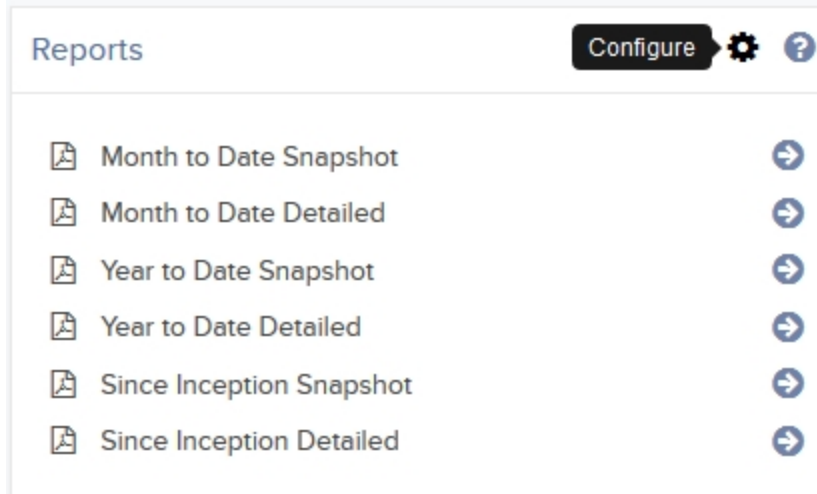 Reports
Configure
?
Month to Date Snapshot
Month to Date Detailed
Year to Date Snapshot
Year to Date Detailed
Since Inception Snapshot
Since Inception Detailed